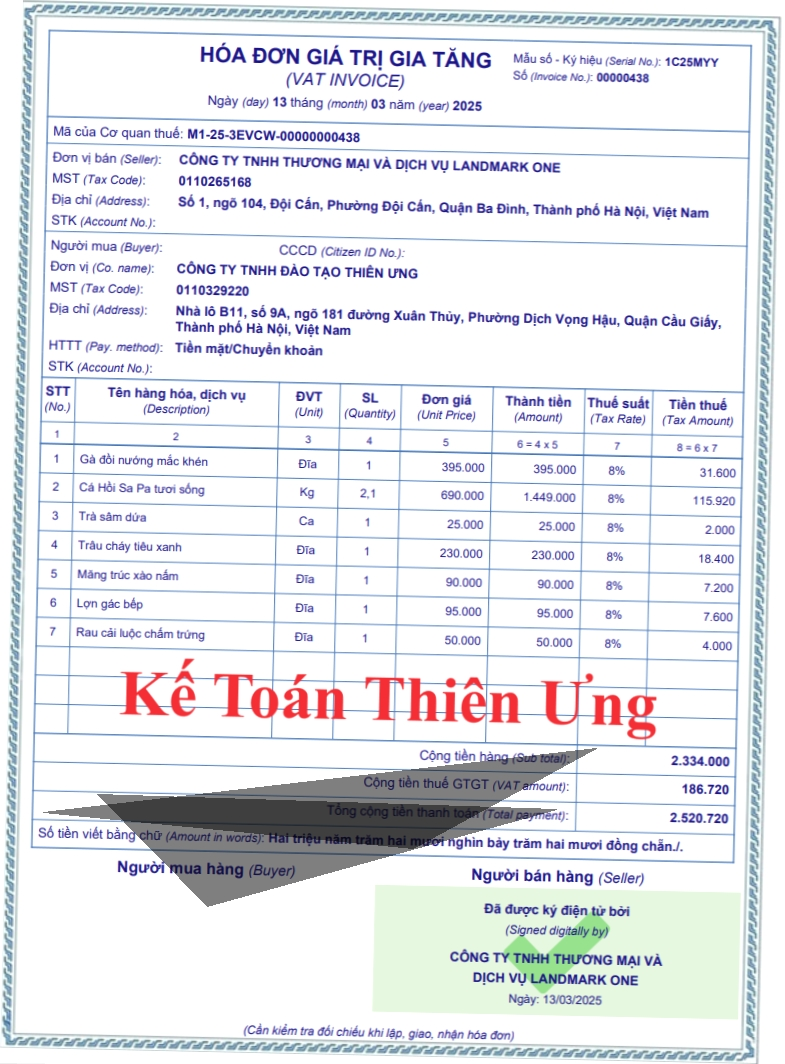 HÓA ĐƠN GIÁ TRỊ GIA TĂNG
(VAT INVOICE)
Ngày (day) 13 tháng (month) 03 năm (year) 2025
Mẫu số - Ký hiệu (Serial No.): 1C25MYY
Số (Invoice No.): 00000438
Mã của Cơ quan thuế: M1-25-3EVCW-00000000438
Đơn vị bán (Seller): CÔNG TY TNHH THƯƠNG MẠI VÀ DỊCH VỤ LANDMARK ONE
MST (Tax Code): 0110265168
Địa chỉ (Address): Số 1, ngõ 104, Đội Cấn, Phường Đội Cấn, Quận Ba Đình, Thành phố Hà Nội, Việt Nam
STK (Account No.):
Người mua (Buyer): CCCD (Citizen ID No.):
Đơn vị (Co. name): CÔNG TY TNHH ĐÀO TẠO THIÊN ƯNG
MST (Tax Code): 0110329220
Địa chỉ (Address): Nhà lô B11, số 9A, ngõ 181 đường Xuân Thủy, Phường Dịch Vọng Hậu, Quận Cầu Giấy,
Thành phố Hà Nội, Việt Nam
HTTT (Pay. method): Tiền mặt/Chuyển khoản
STK (Account No.):
STT Tên hàng hóa, dịch vụ ĐVT SL Đơn giá Thành tiền Thuế suất Tiền thuế
(No.) (Description) (Unit) (Quantity) (Unit Price) (Amount) (Tax Rate) (Tax Amount)
1 2 3 4 5 6 = 4 x 5 7 8 = 6 x 7
1 Gà đồi nướng mắc khén Đĩa 1 395.000 395.000 8% 31.600
2 Cá Hồi Sa Pa tươi sống Kg 2,1 690.000 1.449.000 8% 115.920
3 Trà sâm dứa Ca 1 25.000 25.000 8% 2.000
4 Trâu cháy tiêu xanh Đĩa 1 230.000 230.000 8% 18.400
5 Măng trúc xào nấm Đĩa 1 90.000 90.000 8% 7.200
6 Lợn gác bếp Đĩa 1 95.000 95.000 8% 7.600
7 Rau cải luộc chấm trứng Đĩa 1 50.000 50.000 8% 4.000
Kế Toán Thiên Ưng
Cộng tiền hàng (Sub total): 2.334.000
Cộng tiền thuế GTGT (VAT amount): 186.720
Tổng cộng tiền thanh toán (Total payment): 2.520.720
Số tiền viết bằng chữ (Amount in words): Hai triệu năm trăm hai mươi nghìn bảy trăm hai mươi đồng chẵn./.
Người mua hàng (Buyer)
Người bán hàng (Seller)
Đã được ký điện tử bởi
(Signed digitally by)
CÔNG TY TNHH THƯƠNG MẠI VÀ
DỊCH VỤ LANDMARK ONE
Ngày: 13/03/2025
(Cần kiểm tra đối chiếu khi lập, giao, nhận hóa đơn)